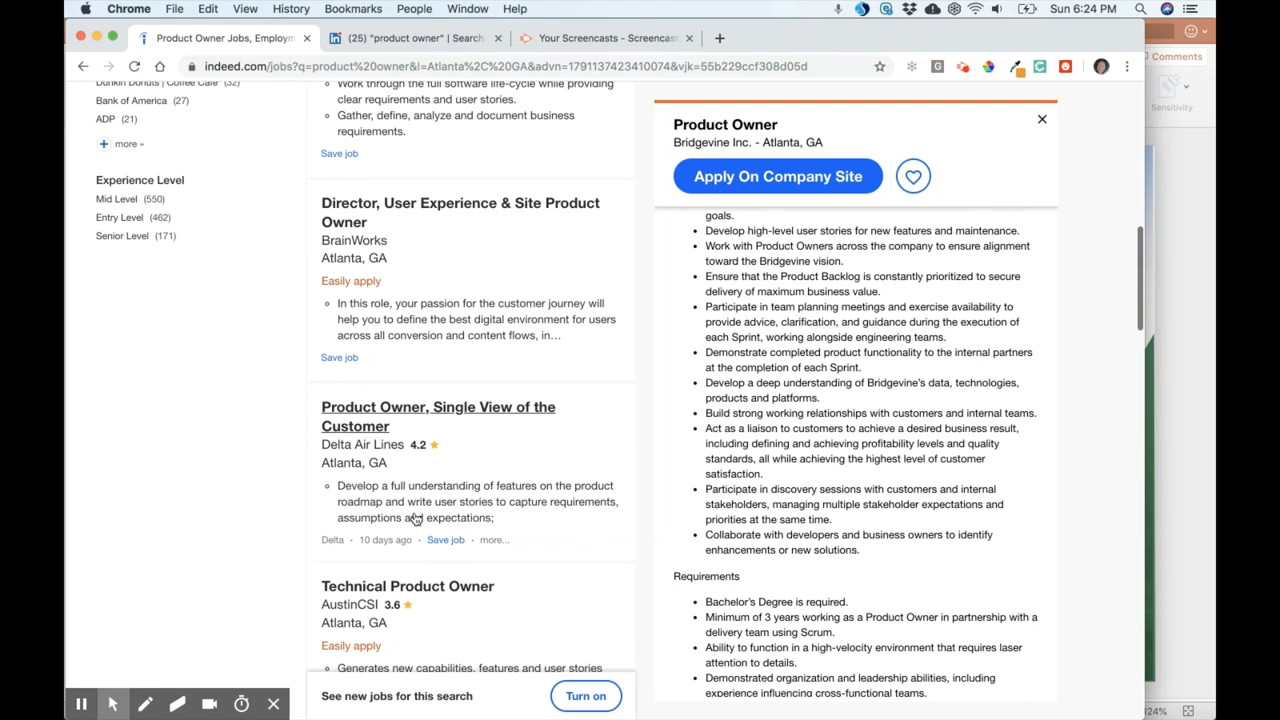 Chrome File Edit View History Bookmarks People Window Help Sun 6:24 PM
Product Owner Jobs, Employm × (25) "product owner" | Search × Your Screencasts - Screencast × +
indeed.com/jobs?q=product%20owner&l=Atlanta%2C%20GA&advn=1791137423410074&vjk=55b229ccf308d05d
Comments
Sensitivity
Dunkin Donuts | Coffee Cafe (32)
Bank of America (27)
ADP (21)
+ more »
Experience Level
Mid Level (550)
Entry Level (462)
Senior Level (171)
Work through the full software life-cycle while providing
clear requirements and user stories.
Gather, define, analyze and document business
requirements.
Save job
Director, User Experience & Site Product
Owner
BrainWorks
Atlanta, GA
Easily apply
In this role, your passion for the customer journey will
help you to define the best digital environment for users
across all conversion and content flows, in…
Save job
Product Owner, Single View of the
Customer
Delta Air Lines 4.2 ★
Atlanta, GA
Develop a full understanding of features on the product
roadmap and write user stories to capture requirements,
assumptions and expectations;
Delta · 10 days ago · Save job · more...
Technical Product Owner
AustinCSI 3.6 ★
Atlanta, GA
Easily apply
Generates new capabilities, features and user stories
See new jobs for this search Turn on
Product Owner
Bridgevine Inc. - Atlanta, GA
Apply On Company Site
goals.
• Develop high-level user stories for new features and maintenance.
• Work with Product Owners across the company to ensure alignment
toward the Bridgevine vision.
• Ensure that the Product Backlog is constantly prioritized to secure
delivery of maximum business value.
• Participate in team planning meetings and exercise availability to
provide advice, clarification, and guidance during the execution of
each Sprint, working alongside engineering teams.
• Demonstrate completed product functionality to the internal partners
at the completion of each Sprint.
• Develop a deep understanding of Bridgevine's data, technologies,
products and platforms.
• Build strong working relationships with customers and internal teams.
• Act as a liaison to customers to achieve a desired business result,
including defining and achieving profitability levels and quality
standards, all while achieving the highest level of customer
satisfaction.
• Participate in discovery sessions with customers and internal
stakeholders, managing multiple stakeholder expectations and
priorities at the same time.
• Collaborate with developers and business owners to identify
enhancements or new solutions.
Requirements
• Bachelor's Degree is required.
• Minimum of 3 years working as a Product Owner in partnership with a
delivery team using Scrum.
• Ability to function in a high-velocity environment that requires laser
attention to details.
• Demonstrated organization and leadership abilities, including
experience influencing cross-functional teams.
124%